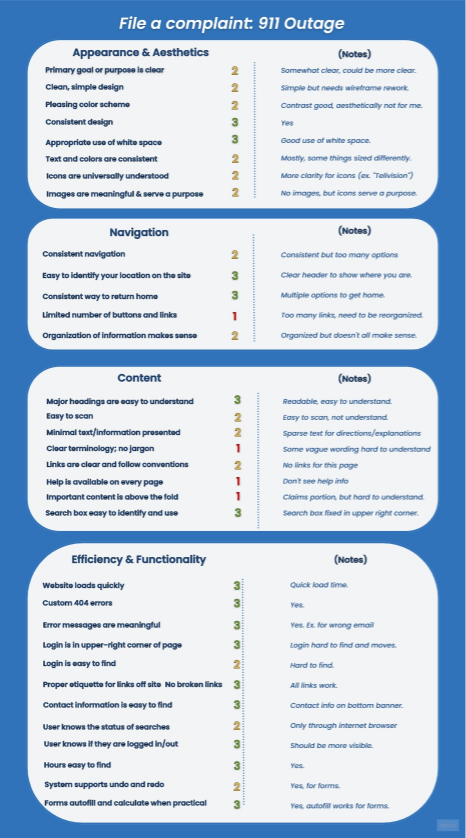 File a complaint: 911 Outage
Appearance & Aesthetics (Notes)
Primary goal or purpose is clear 2 Somewhat clear, could be more clear.
Clean, simple design 2 Simple but needs wireframe rework.
Pleasing color scheme 2 Contrast good, aesthetically not for me.
Consistent design 3 Yes
Appropriate use of white space 3 Good use of white space.
Text and colors are consistent 2 Mostly, some things sized differently.
Icons are universally understood 2 More clarity for icons (ex. "Telivision")
Images are meaningful & serve a purpose 2 No images, but icons serve a purpose.
Navigation (Notes)
Consistent navigation 2 Consistent but too many options
Easy to identify your location on the site 3 Clear header to show where you are.
Consistent way to return home 3 Multiple options to get home.
Limited number of buttons and links 1 Too many links, need to be reorganized.
Organization of information makes sense 2 Organized but doesn't all make sense.
Content (Notes)
Major headings are easy to understand 3 Readable, easy to understand.
Easy to scan 2 Easy to scan, not understand.
Minimal text/information presented 2 Sparse text for directions/explanations
Clear terminology; no jargon 1 Some vague wording hard to understand
Links are clear and follow conventions 2 No links for this page
Help is available on every page 1 Don't see help info
Important content is above the fold 1 Claims portion, but hard to understand.
Search box easy to identify and use 3 Search box fixed in upper right corner.
Efficiency & Functionality (Notes)
Website loads quickly 3 Quick load time.
Custom 404 errors 3 Yes.
Error messages are meaningful 3 Yes. Ex. for wrong email
Login is in upper-right corner of page 3 Login hard to find and moves.
Login is easy to find 2 Hard to find.
Proper etiquette for links off site No broken links 3 All links work.
Contact information is easy to find 3 Contact info on bottom banner.
User knows the status of searches 2 Only through internet browser
User knows if they are logged in/out 3 Should be more visible.
Hours easy to find 3 Yes.
System supports undo and redo 2 Yes, for forms.
Forms autofill and calculate when practical 3 Yes, autofill works for forms.